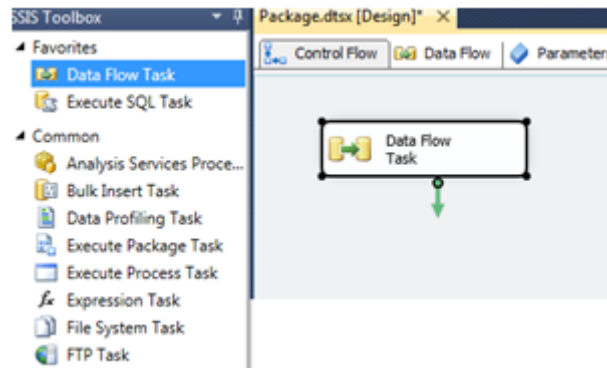 SSIS Toolbox
Package.dtsx [Design]*
Favorites
Control Flow
Data Flow
Parameters
Data Flow Task
Execute SQL Task
Common
Data Flow
Task
Analysis Services Proce...
Bulk Insert Task
Data Profiling Task
Execute Package Task
Execute Process Task
Expression Task
File System Task
FTP Task